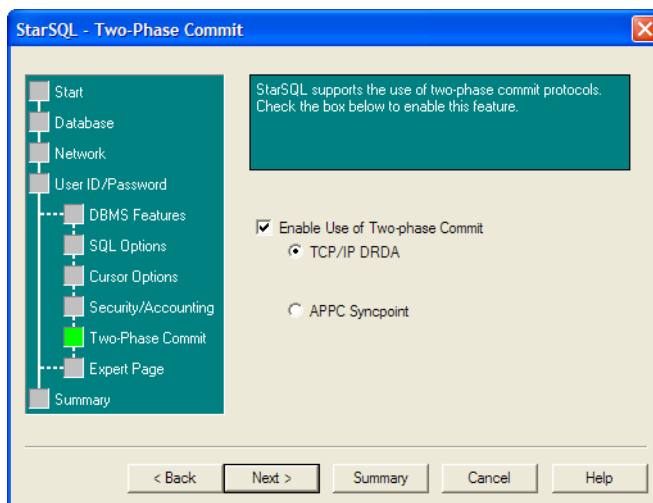 StarSQL - Two-Phase Commit
Start
Database
Network
User ID/Password
DBMS Features
SQL Options
Cursor Options
Security/Accounting
Two-Phase Commit
Expert Page
Summary
StarSQL supports the use of two-phase commit protocols.
Check the box below to enable this feature.
Enable Use of Two-phase Commit
TCP/IP DRDA
APPC Syncpoint
< Back Next > Summary Cancel Help